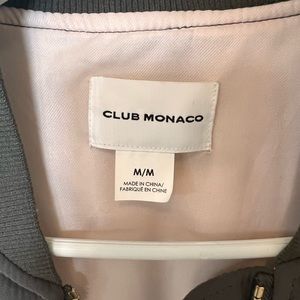 CLUB MONACO
M/M
MADE IN CHINA/
FABRIQUÉ EN CHINE